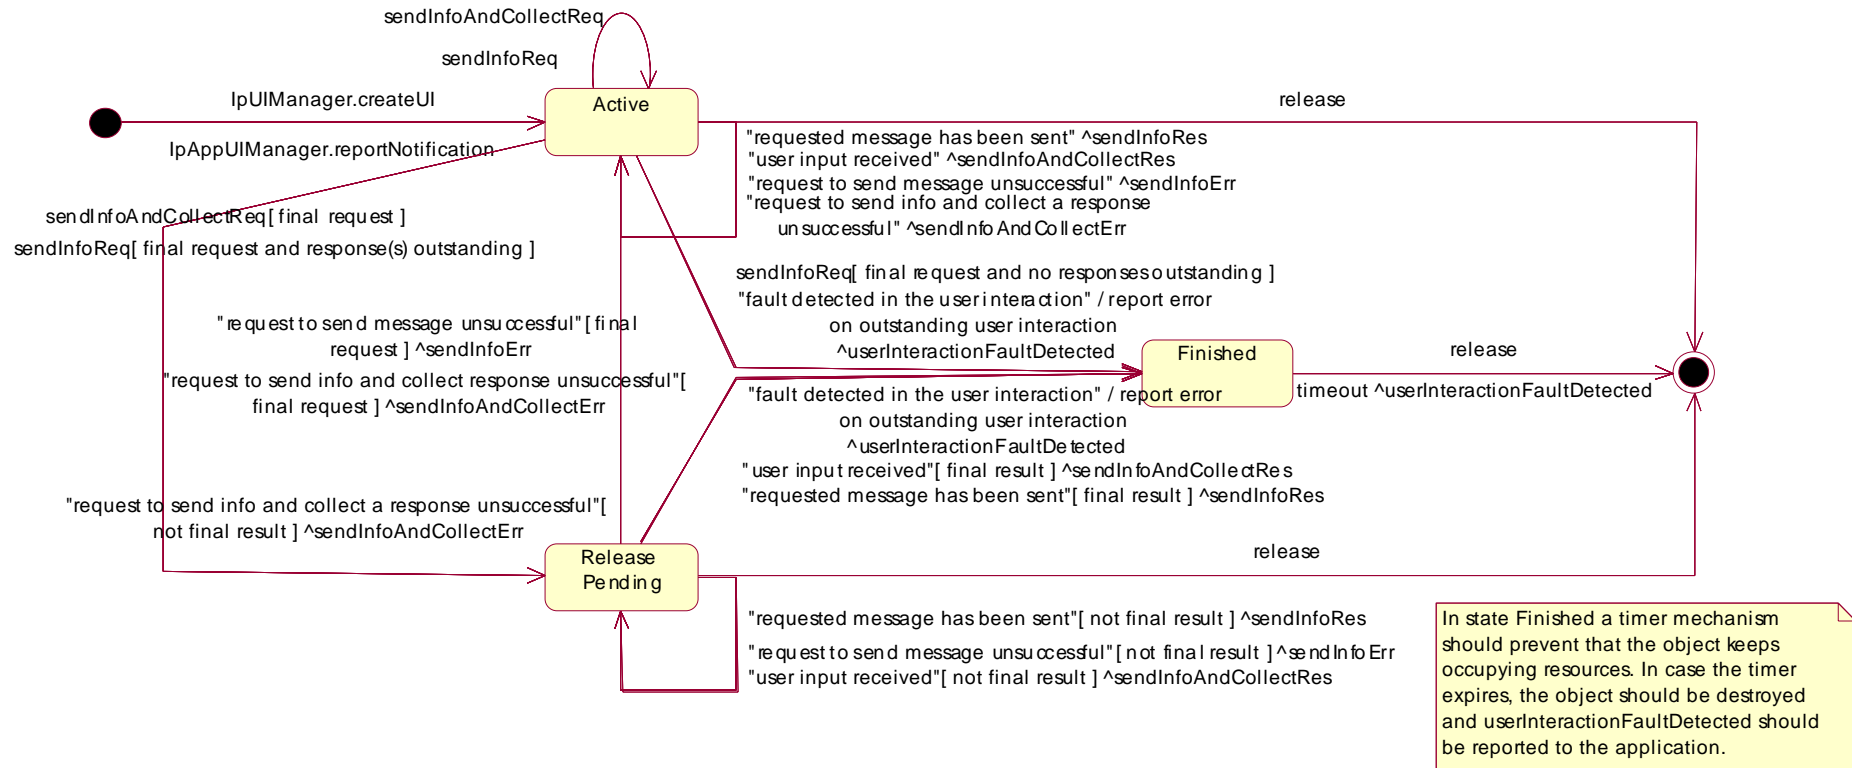 sendInfoAndCollectReq
sendInfoReq
IpUIManager.createUI
Active
release
"requested message has been sent" ^sendInfoRes
IpAppUIManager.reportNotification
"user input received" ^sendInfoAndCollectRes
"request to send message unsuccessful" ^sendInfoErr
"request to send info and collect a response
unsuccessful" ^sendInfoAndCollectErr
sendInfoAndCollectReq[ final request ]
sendInfoReq[ final request and response(s) outstanding ]
sendInfoReq[ final request and no responses outstanding ]
"fault detected in the user interaction" / report error
on outstanding user interaction
^userInteractionFaultDetected
"request to send message unsuccessful"[ final
request ] ^sendInfoErr
Finished
release
"request to send info and collect response unsuccessful"[
final request ] ^sendInfoAndCollectErr
timeout ^userInteractionFaultDetected
"fault detected in the user interaction" / report error
on outstanding user interaction
^userInteractionFaultDetected
"user input received"[ final result ] ^sendInfoAndCollectRes
"requested message has been sent"[ final result ] ^sendInfoRes
"request to send info and collect a response unsuccessful"[
not final result ] ^sendInfoAndCollectErr
Release
Pending
release
"requested message has been sent"[ not final result ] ^sendInfoRes
"request to send message unsuccessful"[ not final result ] ^sendInfoErr
"user input received"[ not final result ] ^sendInfoAndCollectRes
In state Finished a timer mechanism
should prevent that the object keeps
occupying resources. In case the timer
expires, the object should be destroyed
and userInteractionFaultDetected should
be reported to the application.